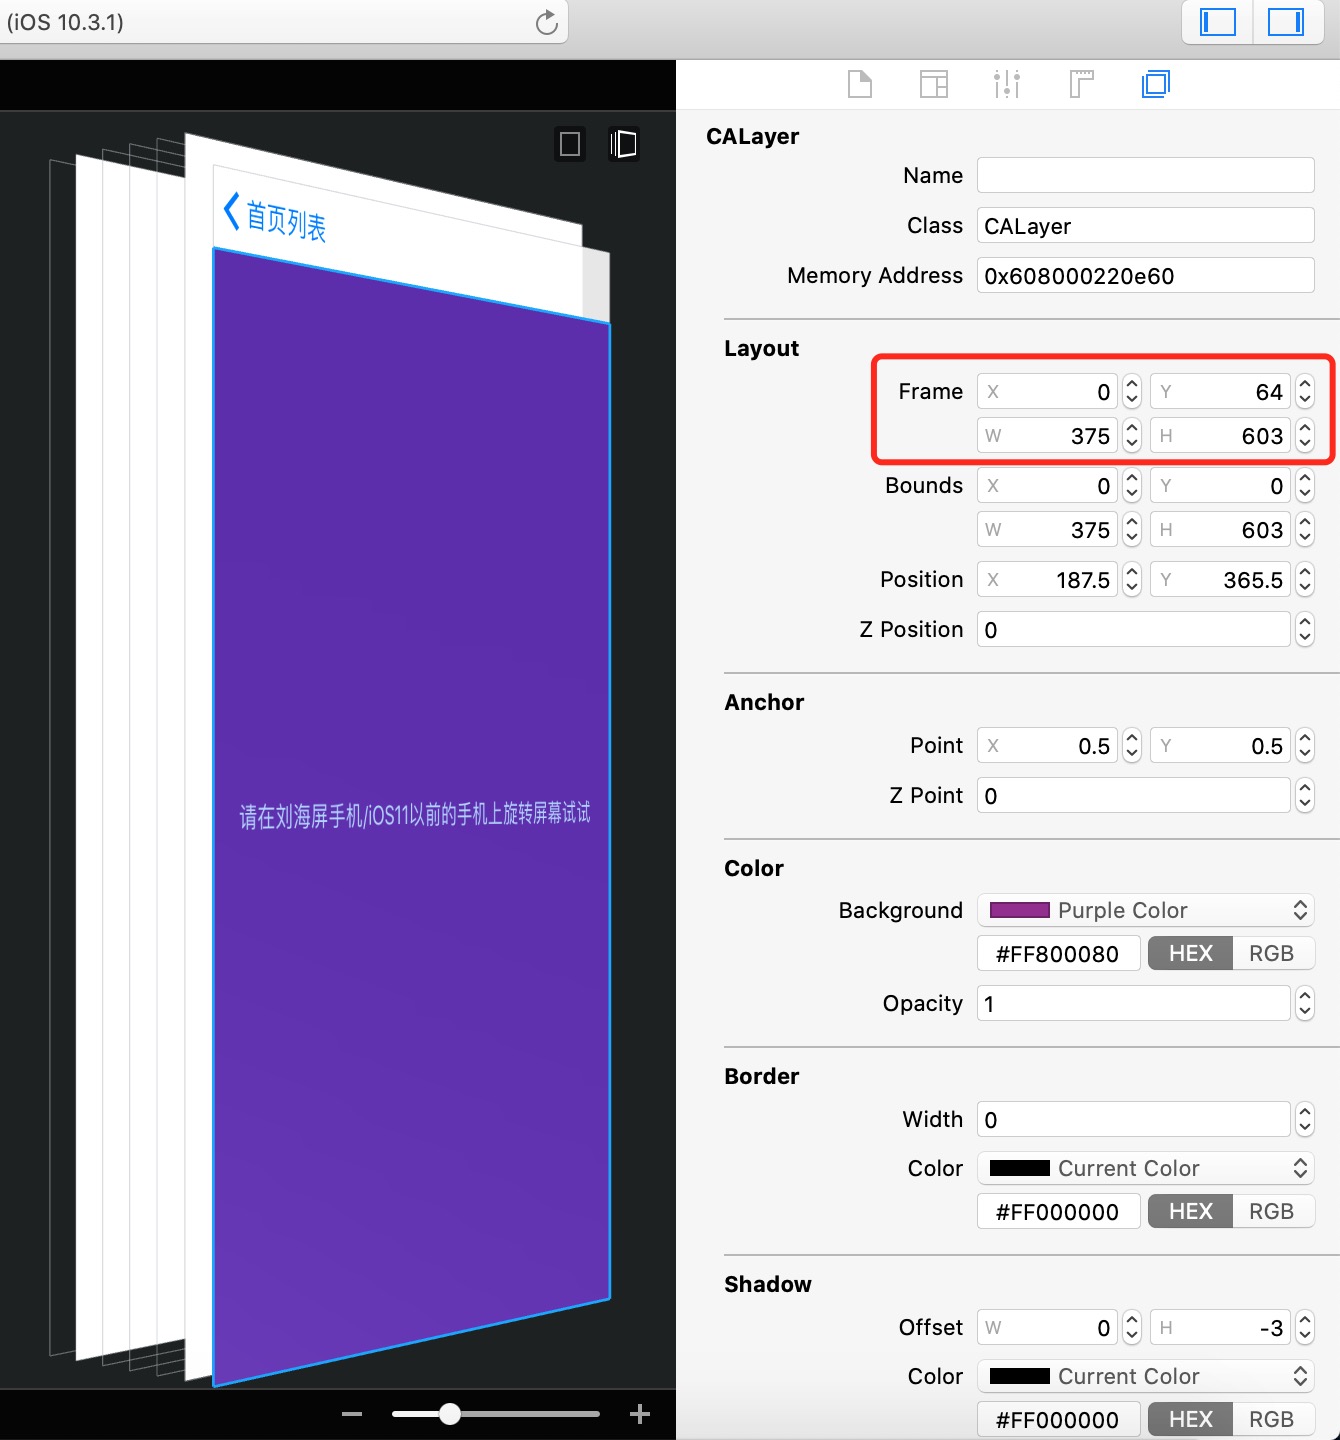 (iOS 10.3.1)
首页列表
请在刘海屏手机/iOS11以前的手机上旋转屏幕试试
CALayer
Name
Class CALayer
Memory Address 0x608000220e60
Layout
Frame X 0 Y 64
W 375 H 603
Bounds X 0 Y 0
W 375 H 603
Position X 187.5 Y 365.5
Z Position 0
Anchor
Point X 0.5 Y 0.5
Z Point 0
Color
Background Purple Color
#FF800080 HEX RGB
Opacity 1
Border
Width 0
Color Current Color
#FF000000 HEX RGB
Shadow
Offset W 0 H -3
Color Current Color
#FF000000 HEX RGB